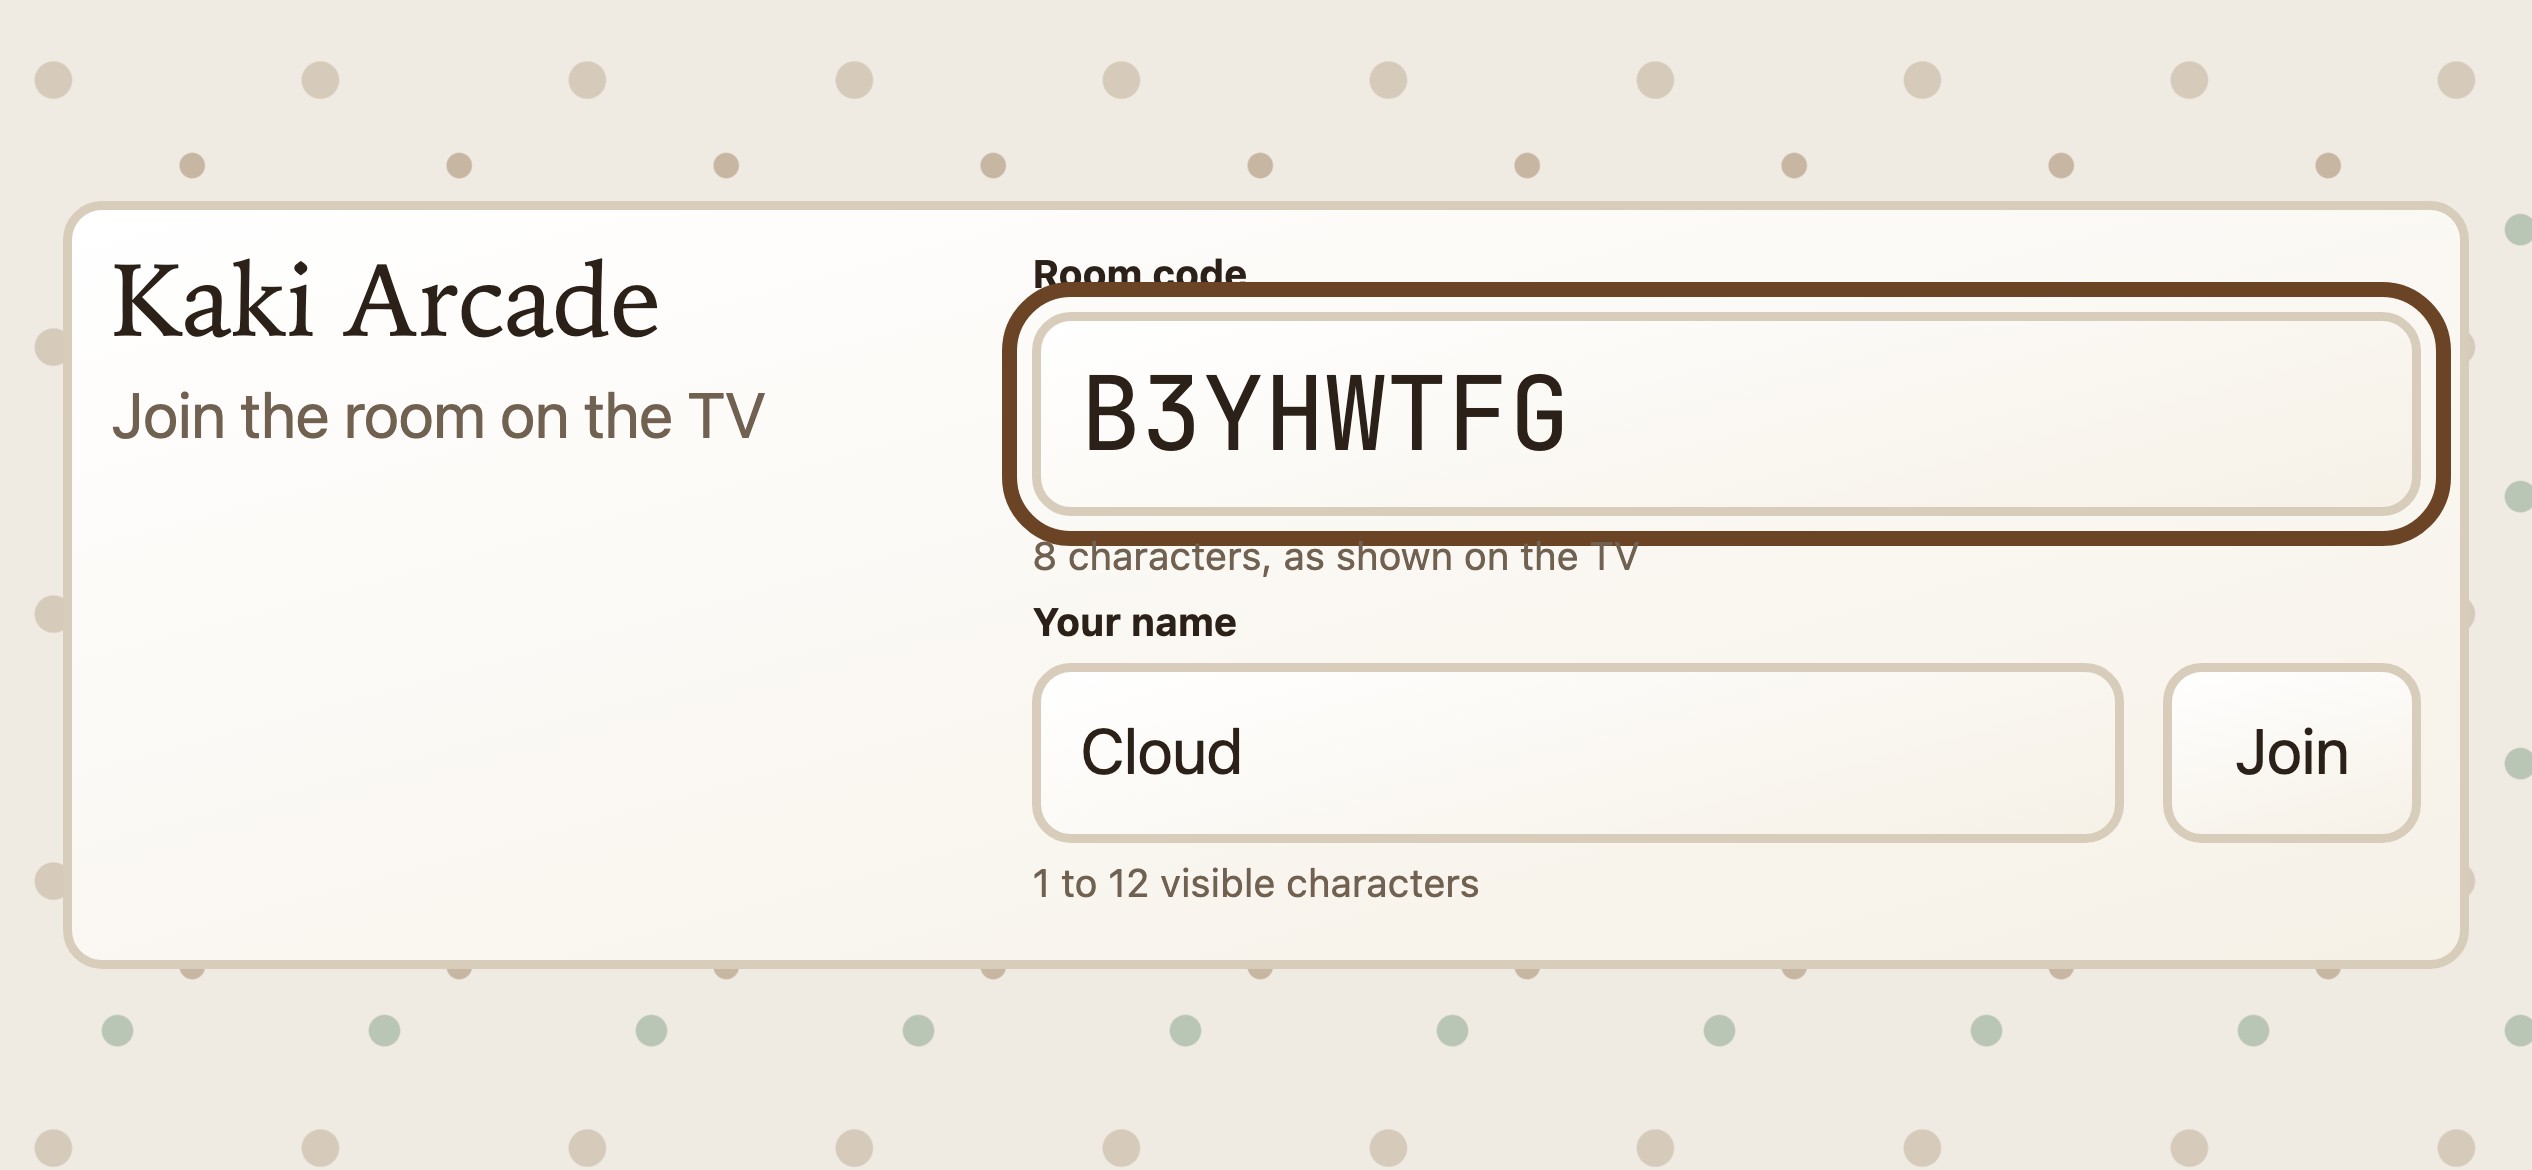 Kaki Arcade
Join the room on the TV
Room code
B3YHWTFG
8 characters, as shown on the TV
Your name
Cloud
Join
1 to 12 visible characters